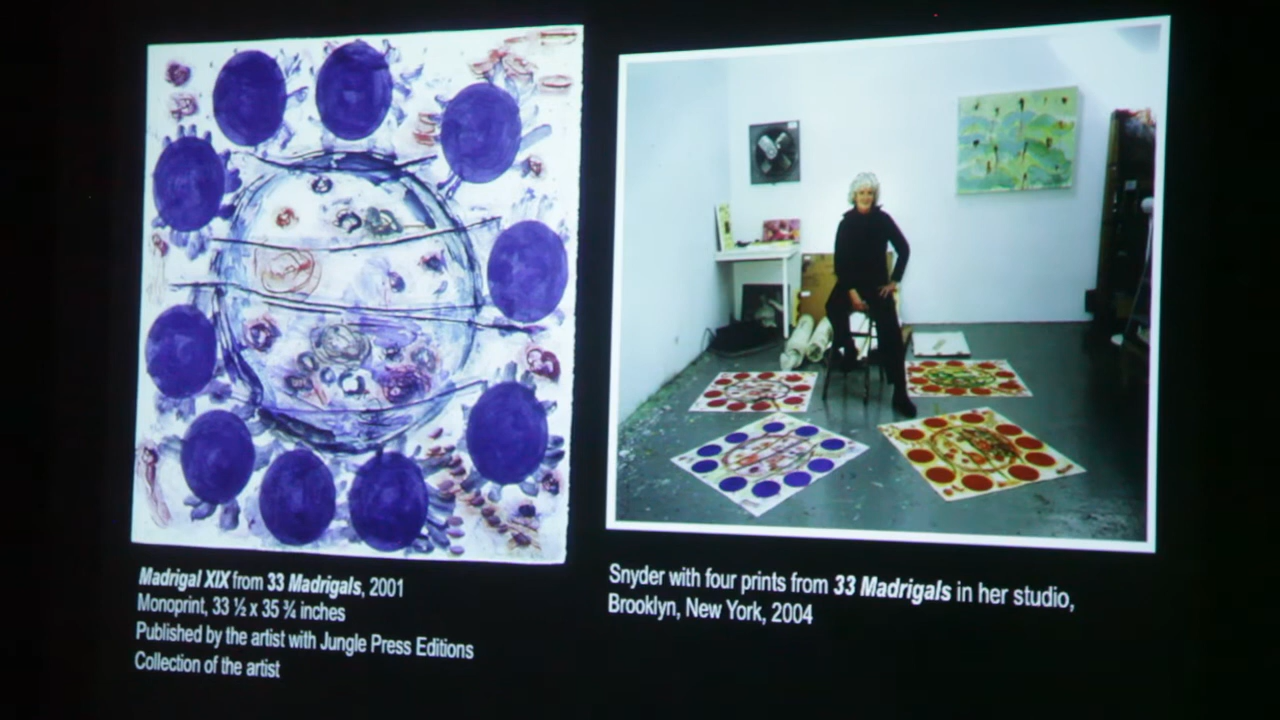 Madrigal XIX from 33 Madrigals, 2001
Monoprint, 33 ½ x 35 ¾ inches
Published by the artist with Jungle Press Editions
Collection of the artist
Snyder with four prints from 33 Madrigals in her studio,
Brooklyn, New York, 2004